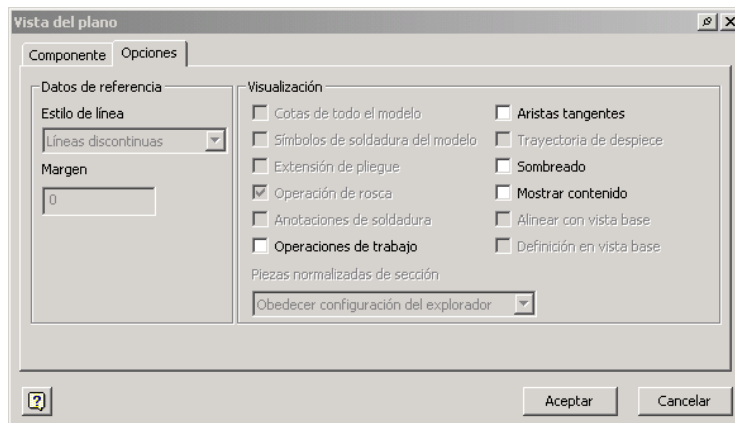 Vista del plano
Componente
Opciones
Datos de referencia
Estilo de línea
Líneas discontinuas
Margen
0
Visualización
Cotas de todo el modelo
Símbolos de soldadura del modelo
Extensión de pliegue
Operación de rosca
Anotaciones de soldadura
Operaciones de trabajo
Aristas tangentes
Trayectoria de despiece
Sombreado
Mostrar contenido
Alinear con vista base
Definición en vista base
Piezas normalizadas de sección
Obedecer configuración del explorador
Aceptar
Cancelar